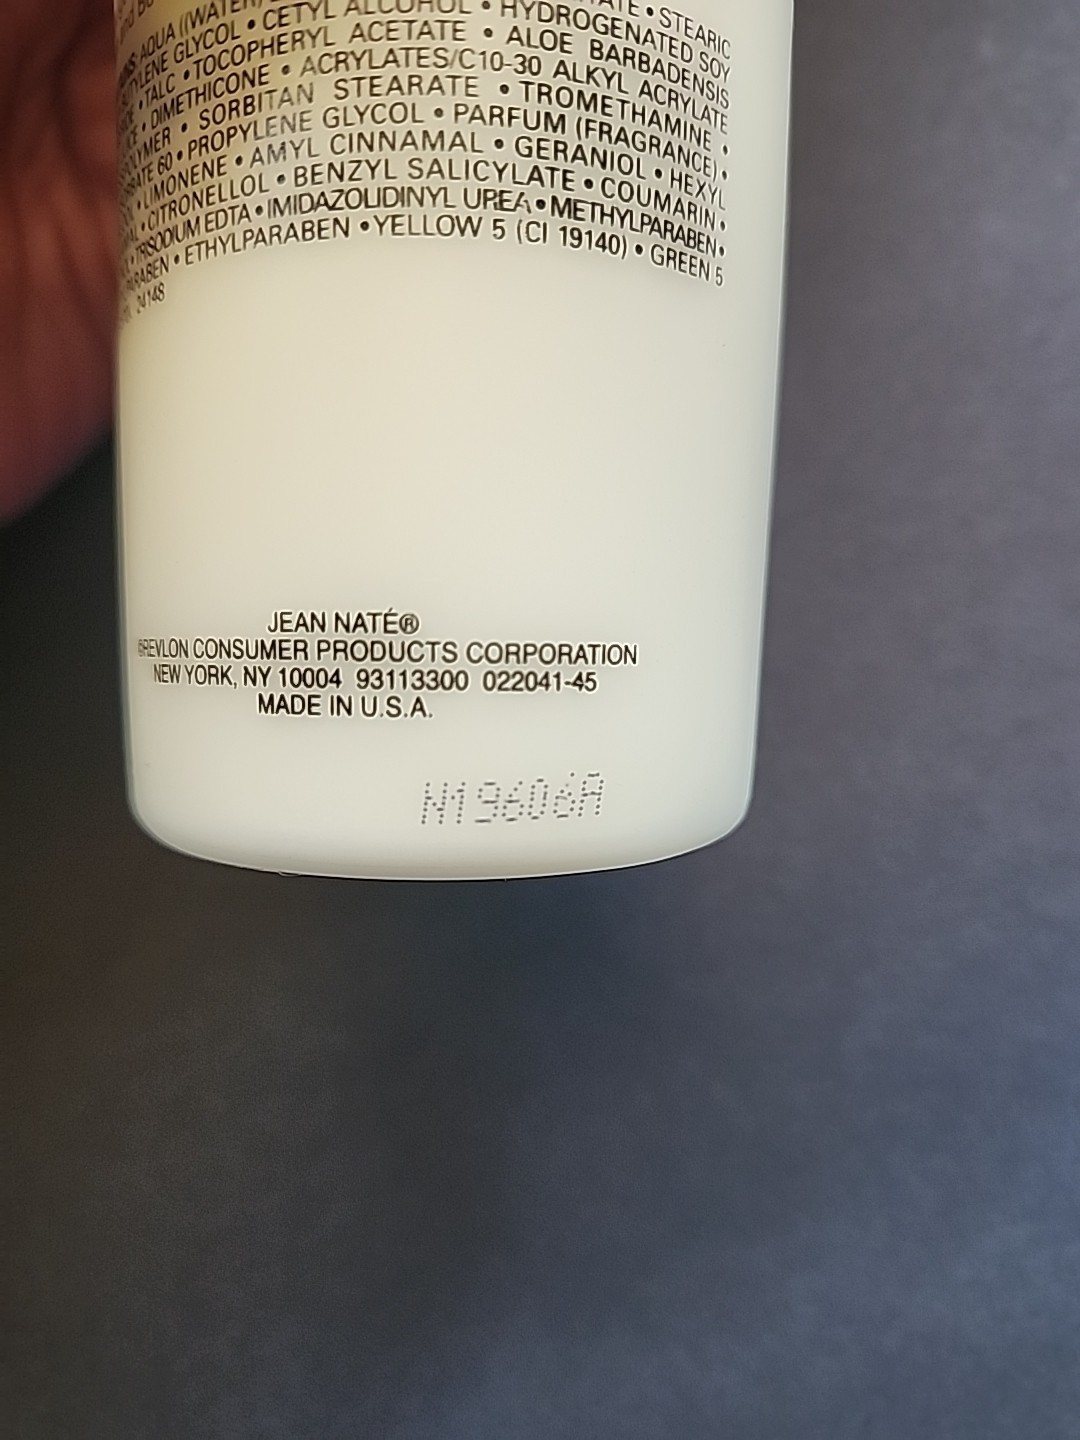 AQUA ((WATER) STEARIC
GLYCOL • CETYL ALCOHOL • HYDROGENATED SOY
• TALC • TOCOPHERYL ACETATE • ALOE BARBADENSIS
• DIMETHICONE • ACRYLATES/C10-30 ALKYL ACRYLATE
• SORBITAN STEARATE • TROMETHAMINE •
60 • PROPYLENE GLYCOL • PARFUM (FRAGRANCE) •
• LIMONENE • AMYL CINNAMAL • GERANIOL • HEXYL
• CITRONELLOL • BENZYL SALICYLATE • COUMARIN •
• TRISODIUM EDTA • IMIDAZOLIDINYL UREA • METHYLPARABEN •
• ETHYLPARABEN • YELLOW 5 (CI 19140) • GREEN 5
24148
JEAN NATÉ®
©REVLON CONSUMER PRODUCTS CORPORATION
NEW YORK, NY 10004 93113300 022041-45
MADE IN U.S.A.
N19606A